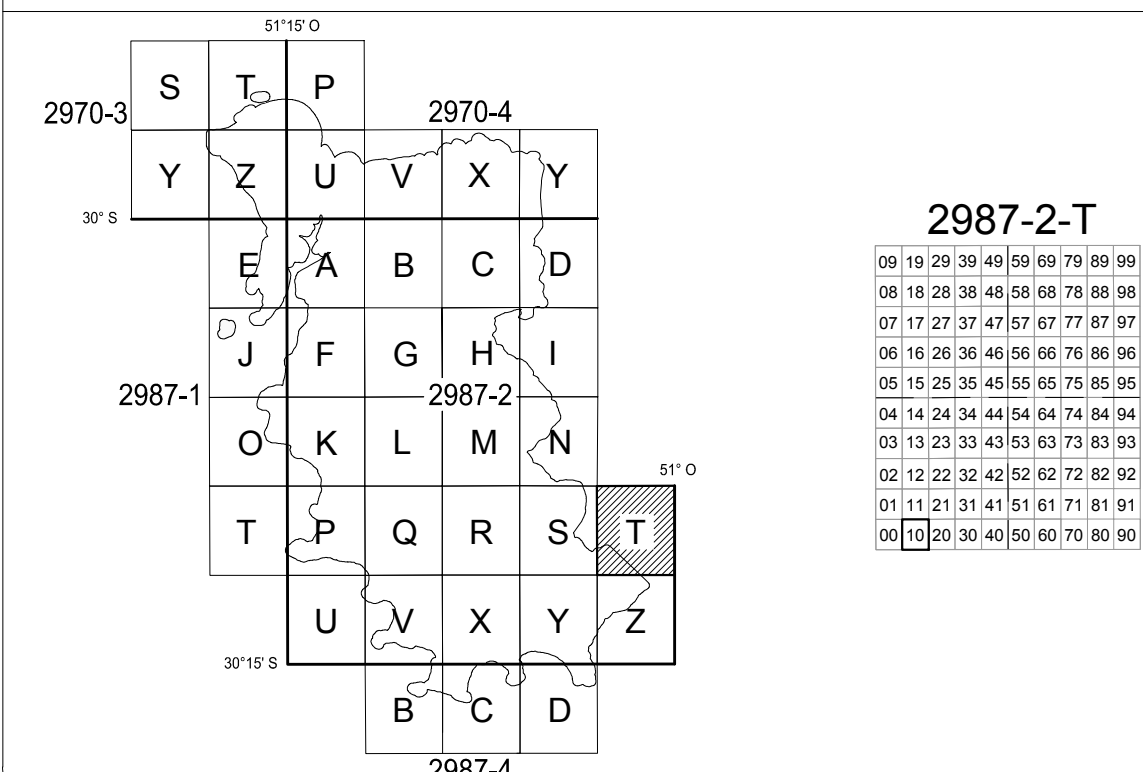 51°15' O
S T P
2970-3 2970-4
Y Z U V X Y
30° S
E A B C D
J F G H I
2987-1 2987-2
O K L M N
51° O
T P Q R S T
U V X Y Z
30°15' S
B C D
2987-4
2987-2-T
09 19 29 39 49 59 69 79 89 99
08 18 28 38 48 58 68 78 88 98
07 17 27 37 47 57 67 77 87 97
06 16 26 36 46 56 66 76 86 96
05 15 25 35 45 55 65 75 85 95
04 14 24 34 44 54 64 74 84 94
03 13 23 33 43 53 63 73 83 93
02 12 22 32 42 52 62 72 82 92
01 11 21 31 41 51 61 71 81 91
00 10 20 30 40 50 60 70 80 90